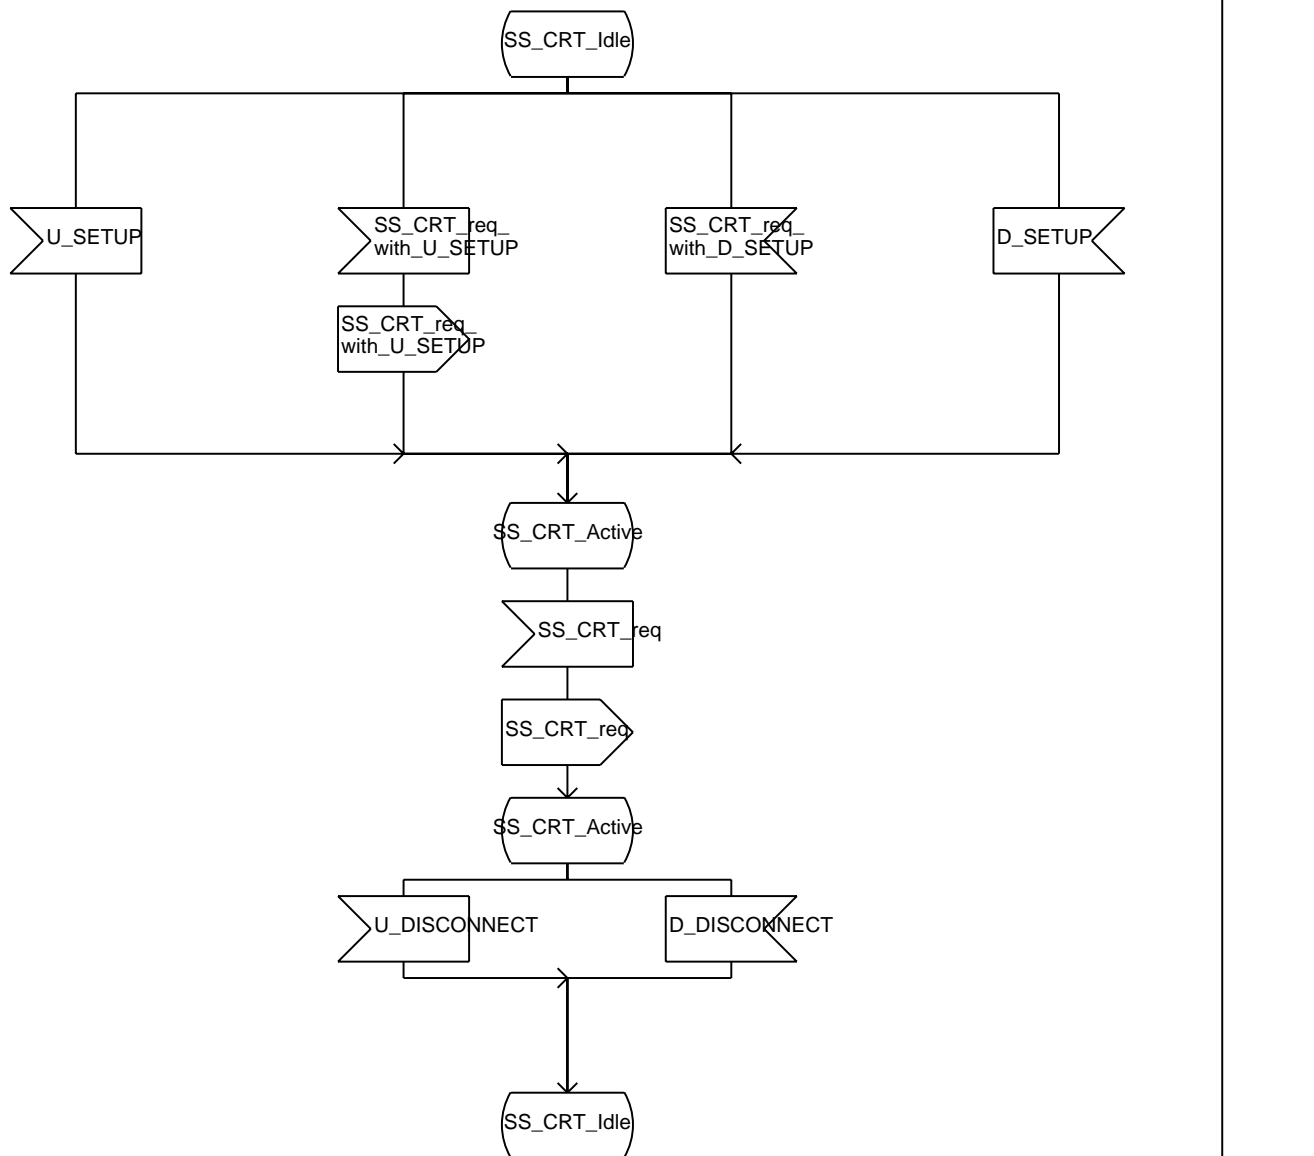 SS_CRT_Idle
U_SETUP
SS_CRT_req_
with_U_SETUP
SS_CRT_req_
with_D_SETUP
D_SETUP
SS_CRT_req_
with_U_SETUP
SS_CRT_Active
SS_CRT_req
SS_CRT_req
SS_CRT_Active
U_DISCONNECT
D_DISCONNECT
SS_CRT_Idle